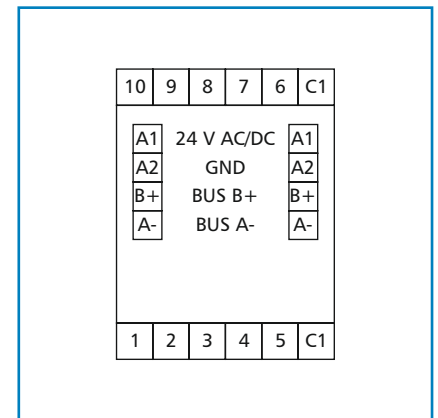 10 9 8 7 6 C1
A1 24 V AC/DC A1
A2 GND A2
B+ BUS B+ B+
A- BUS A- A-
1 2 3 4 5 C1